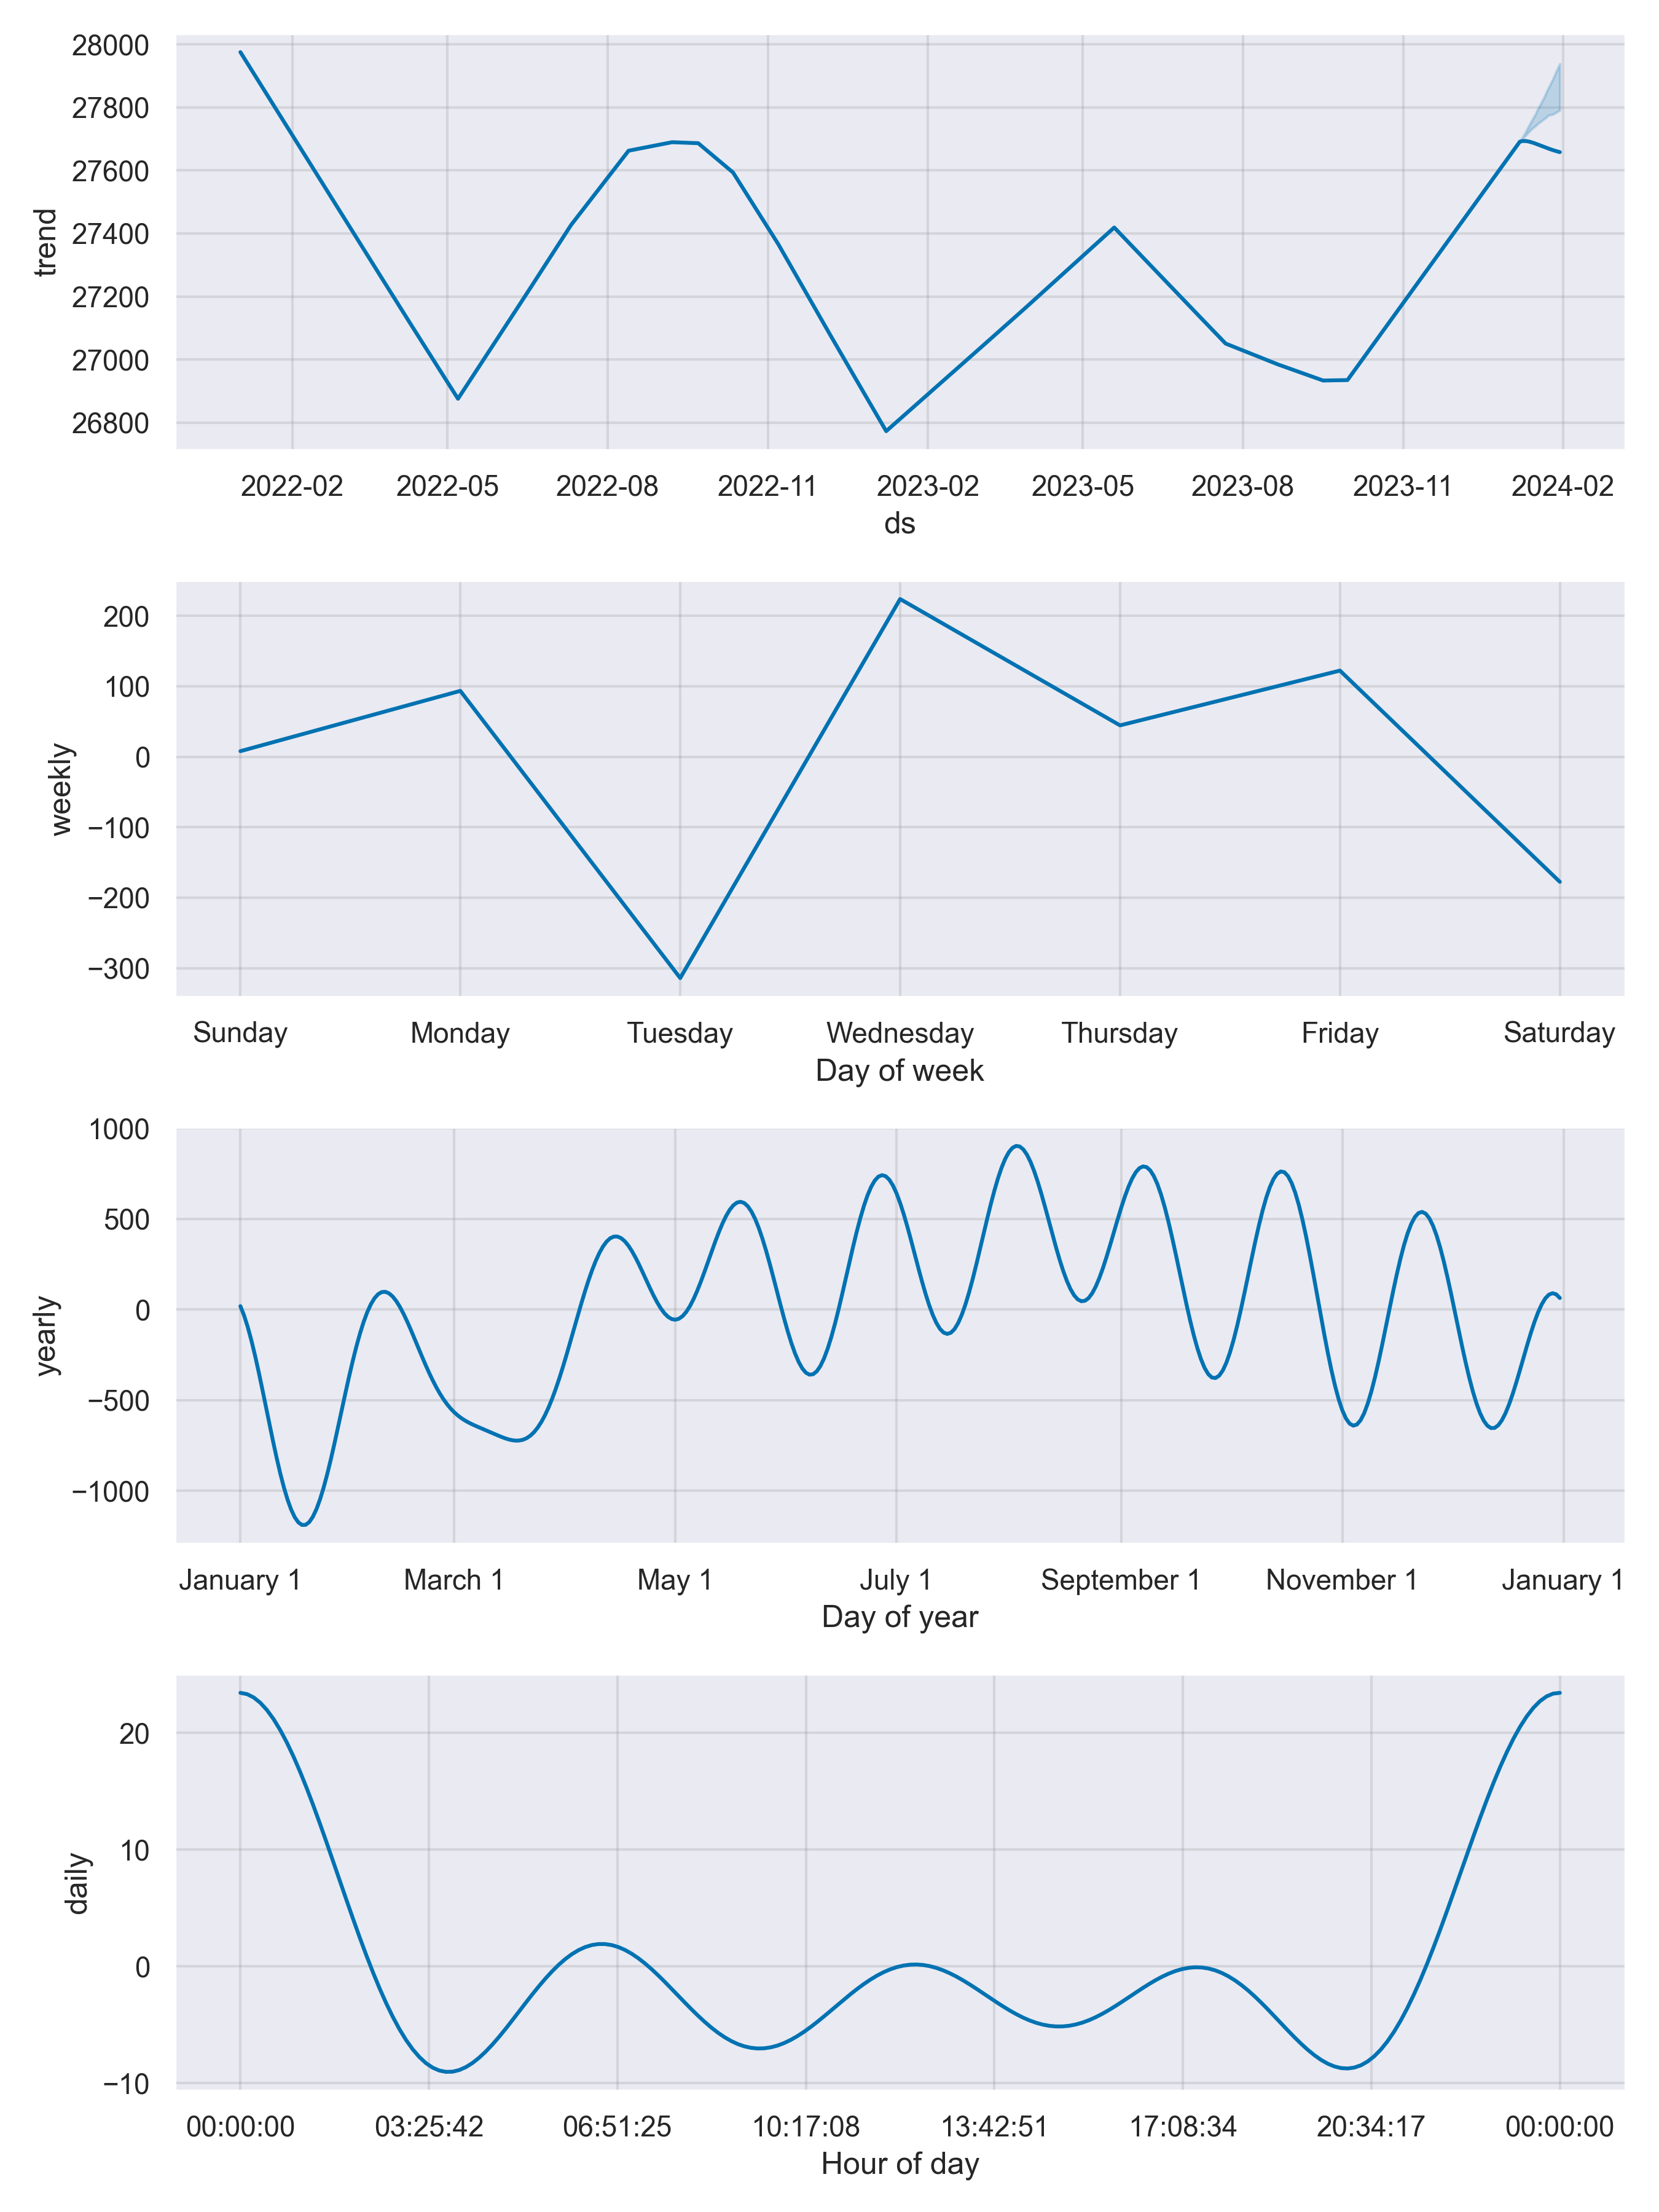 28000
27800
27600
27400
27200
27000
26800
trend
2022-02 2022-05 2022-08 2022-11 2023-02 2023-05 2023-08 2023-11 2024-02
ds
200
100
0
−100
−200
−300
weekly
Sunday Monday Tuesday Wednesday Thursday Friday Saturday
Day of week
1000
500
0
−500
−1000
yearly
January 1 March 1 May 1 July 1 September 1 November 1 January 1
Day of year
20
10
0
−10
daily
00:00:00 03:25:42 06:51:25 10:17:08 13:42:51 17:08:34 20:34:17 00:00:00
Hour of day